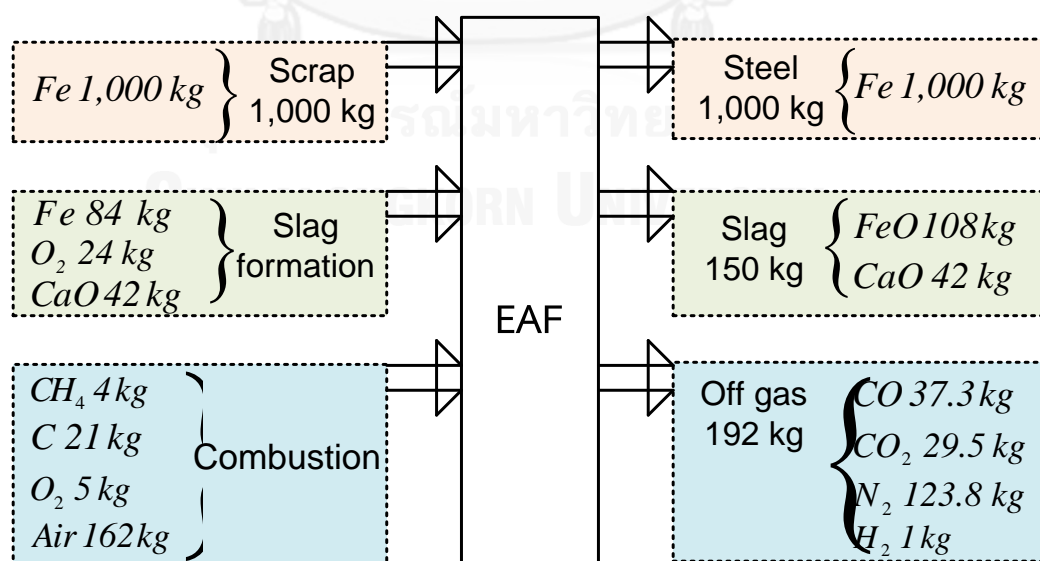 Fe 1,000 kg
Scrap
1,000 kg
Steel
1,000 kg
Fe 1,000 kg
Fe 84 kg
O₂ 24 kg
CaO 42 kg
Slag
formation
Slag
150 kg
FeO 108 kg
CaO 42 kg
EAF
CH₄ 4 kg
C 21 kg
O₂ 5 kg
Air 162 kg
Combustion
Off gas
192 kg
CO 37.3 kg
CO₂ 29.5 kg
N₂ 123.8 kg
H₂ 1 kg